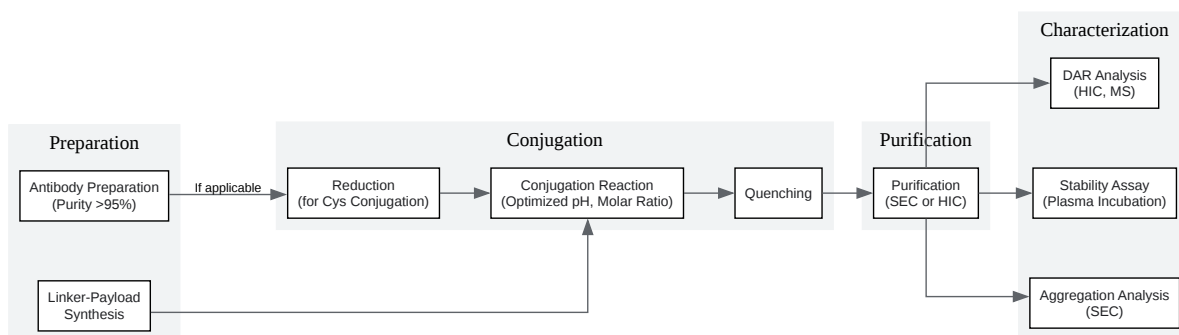 Preparation
Antibody Preparation
(Purity >95%)
Linker-Payload
Synthesis
If applicable
Conjugation
Reduction
(for Cys Conjugation)
Conjugation Reaction
(Optimized pH, Molar Ratio)
Quenching
Purification
Purification
(SEC or HIC)
Characterization
DAR Analysis
(HIC, MS)
Stability Assay
(Plasma Incubation)
Aggregation Analysis
(SEC)